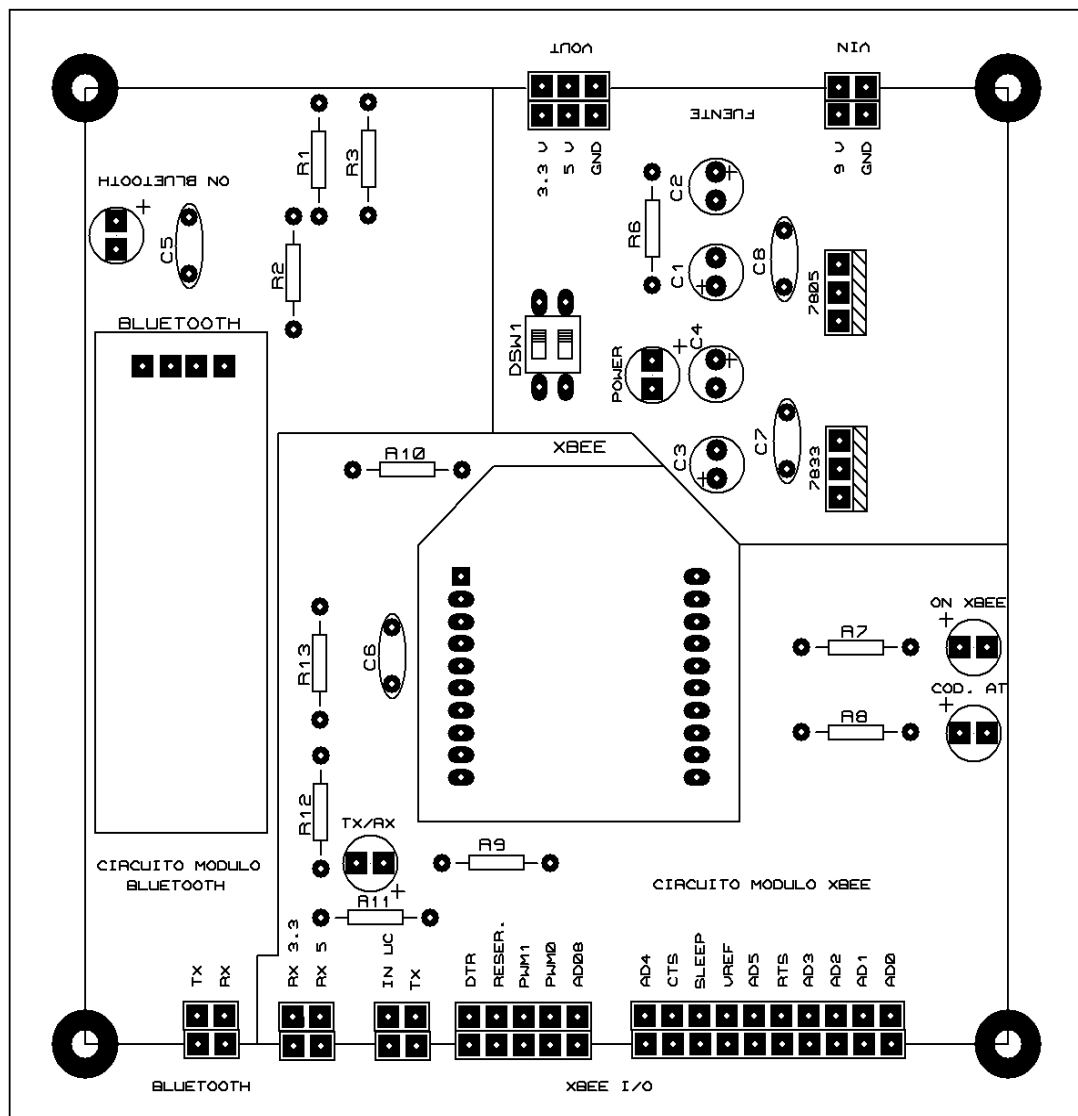 VOUT
VIN
FUENTE
3.3 V
5 V
GND
9 V
GND
R1
R3
C2
ON BLUETOOTH
C5
R2
R6
C1
C8
7805
BLUETOOTH
DSW1
POWER
C4
XBEE
R10
C3
C7
7833
ON XBEE
R7
R13
C6
COD. AT
R8
R12
TX/RX
R9
CIRCUITO MODULO
BLUETOOTH
CIRCUITO MODULO XBEE
R11
TX
RX
RX 3.3
RX 5
IN UC
TX
DTR
RESER.
PWM1
PWM0
AD08
AD4
CTS
SLEEP
VREF
AD5
RTS
AD3
AD2
AD1
AD0
BLUETOOTH
XBEE I/O